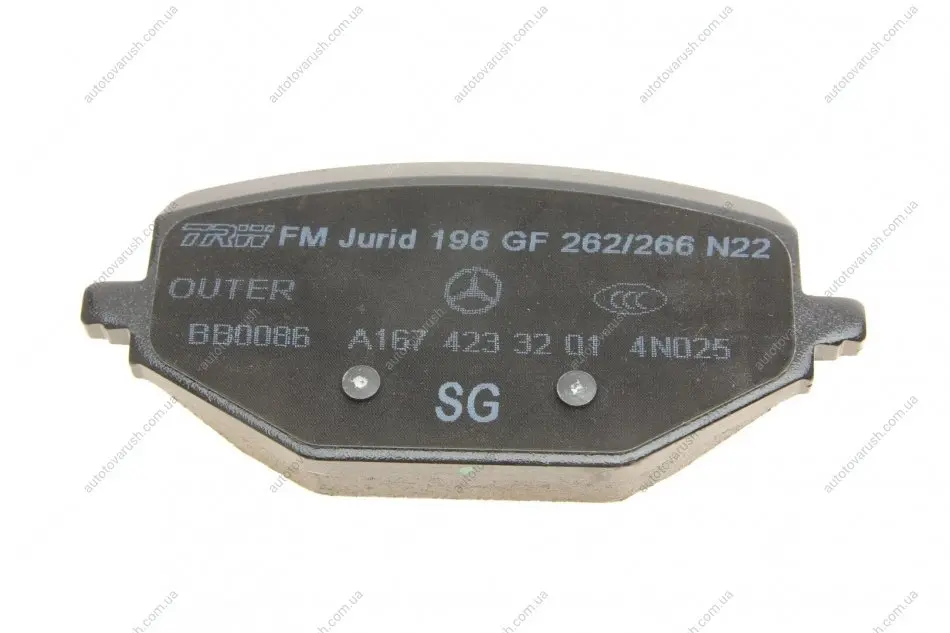 TRW FM Jurid 196 GF 262/266 N22
OUTER CCC
BB0086 A167 423 32 01 4N025
SG
autotovarush.com.ua